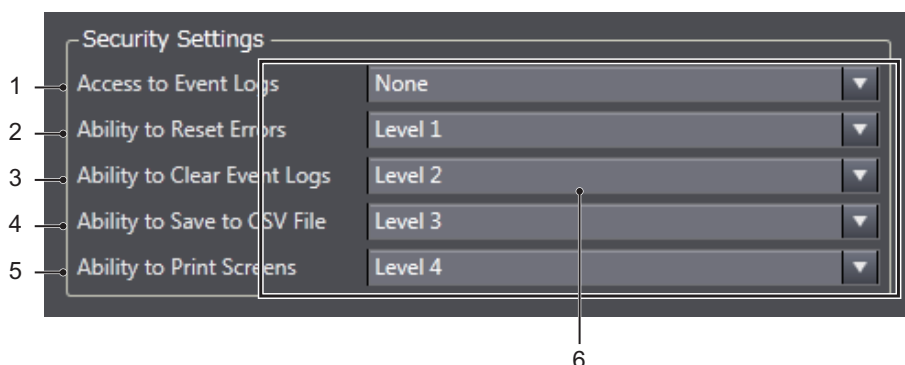 Security Settings
1 Access to Event Logs None
2 Ability to Reset Errors Level 1
3 Ability to Clear Event Logs Level 2
4 Ability to Save to CSV File Level 3
5 Ability to Print Screens Level 4
6